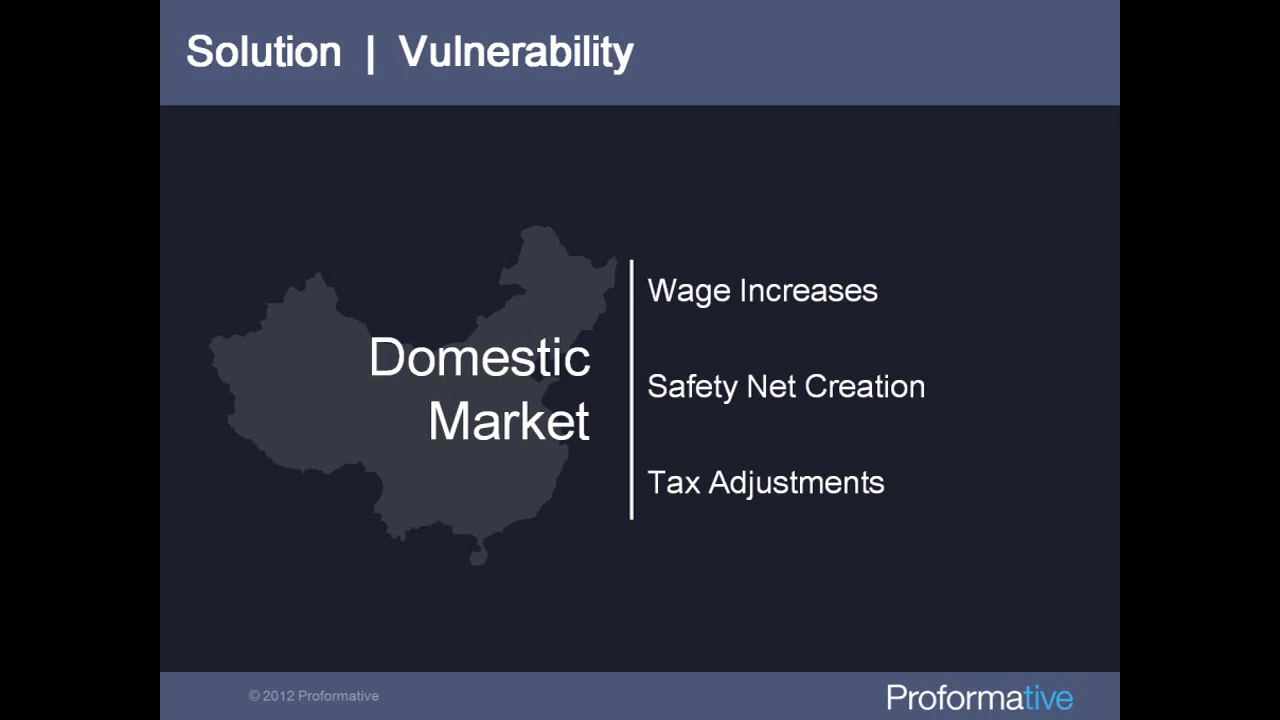 Solution | Vulnerability
Domestic
Market
Wage Increases
Safety Net Creation
Tax Adjustments
© 2012 Proformative
Proformative